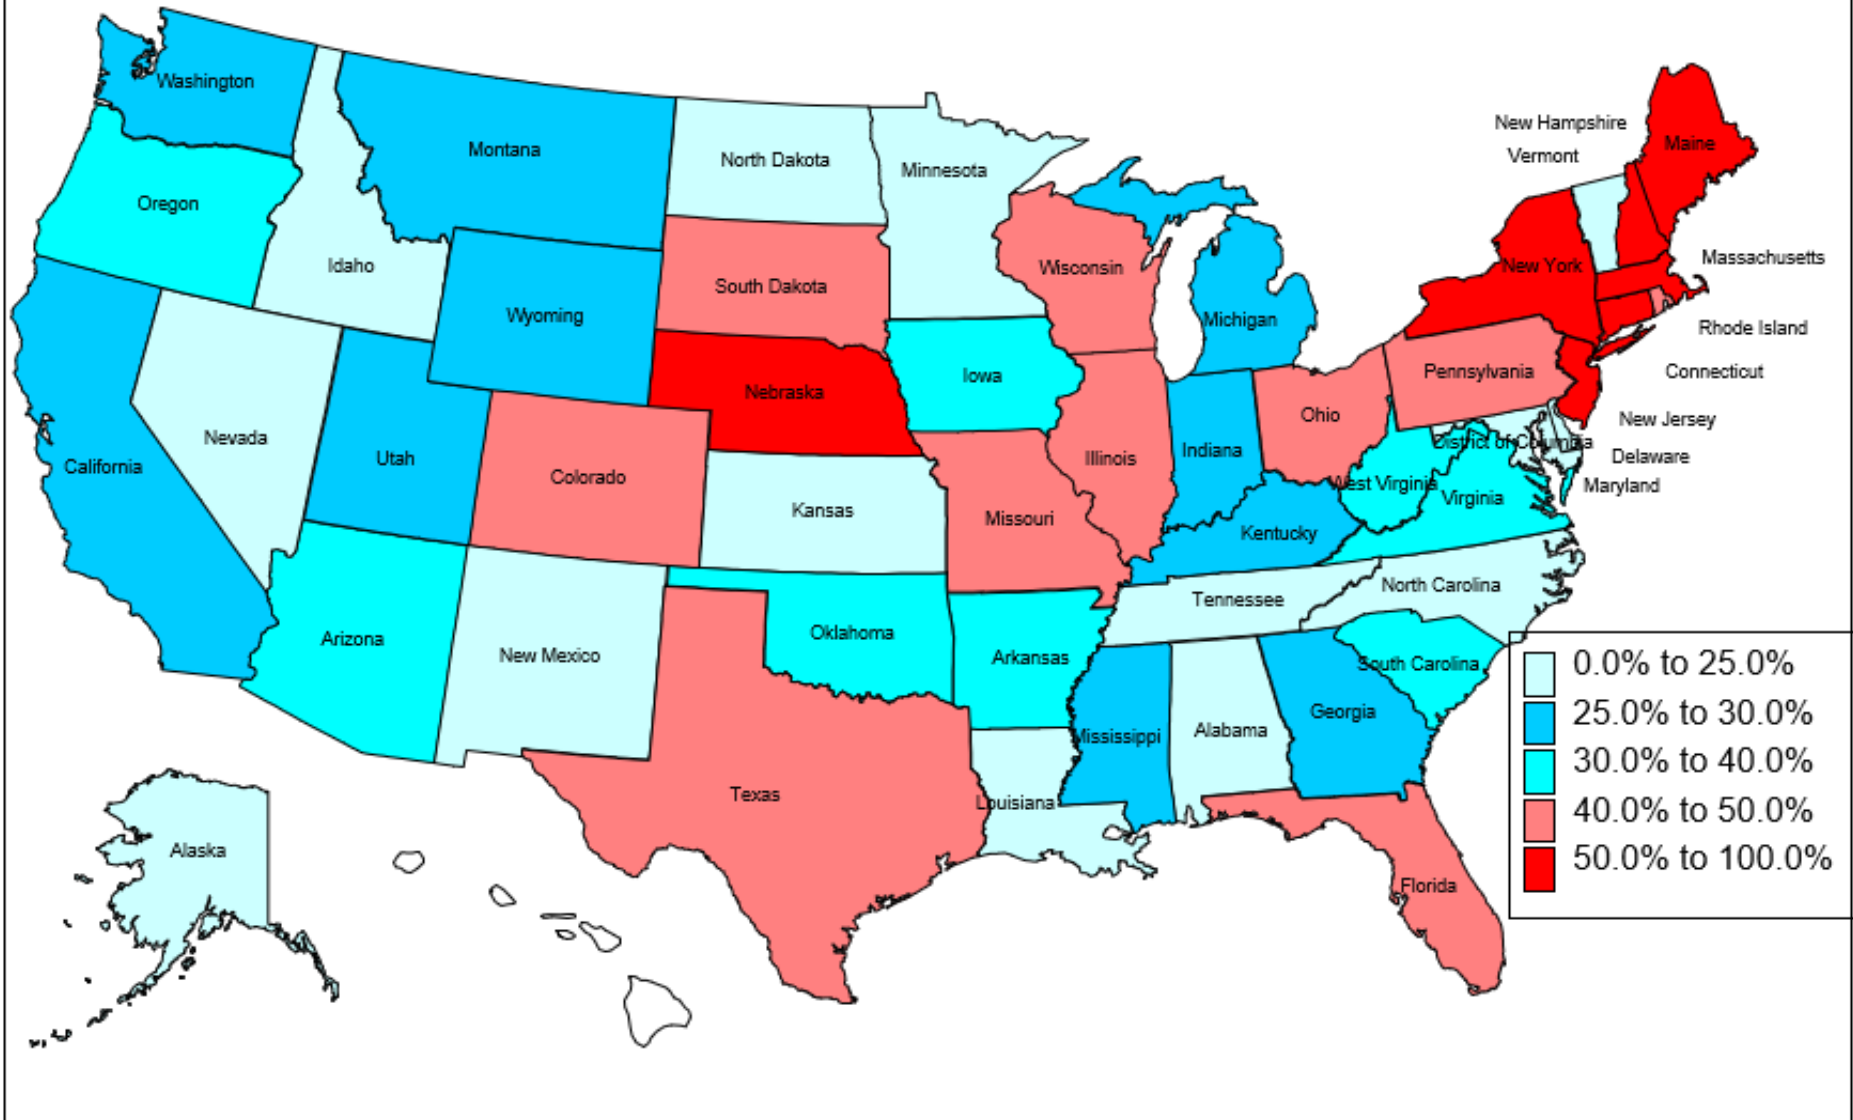 Washington
New Hampshire
Maine
Montana
North Dakota
Vermont
Minnesota
Oregon
Idaho
Massachusetts
New York
Wisconsin
South Dakota
Wyoming
Michigan
Rhode Island
Connecticut
Pennsylvania
Iowa
Nebraska
Ohio
New Jersey
Nevada
District of Columbia
Indiana
Delaware
Utah
Illinois
California
Colorado
West Virginia
Maryland
Virginia
Kansas
Missouri
Kentucky
North Carolina
Tennessee
Oklahoma
Arizona
New Mexico
Arkansas
South Carolina
Georgia
Alabama
Mississippi
Texas
Louisiana
Alaska
Florida
0.0% to 25.0%
25.0% to 30.0%
30.0% to 40.0%
40.0% to 50.0%
50.0% to 100.0%